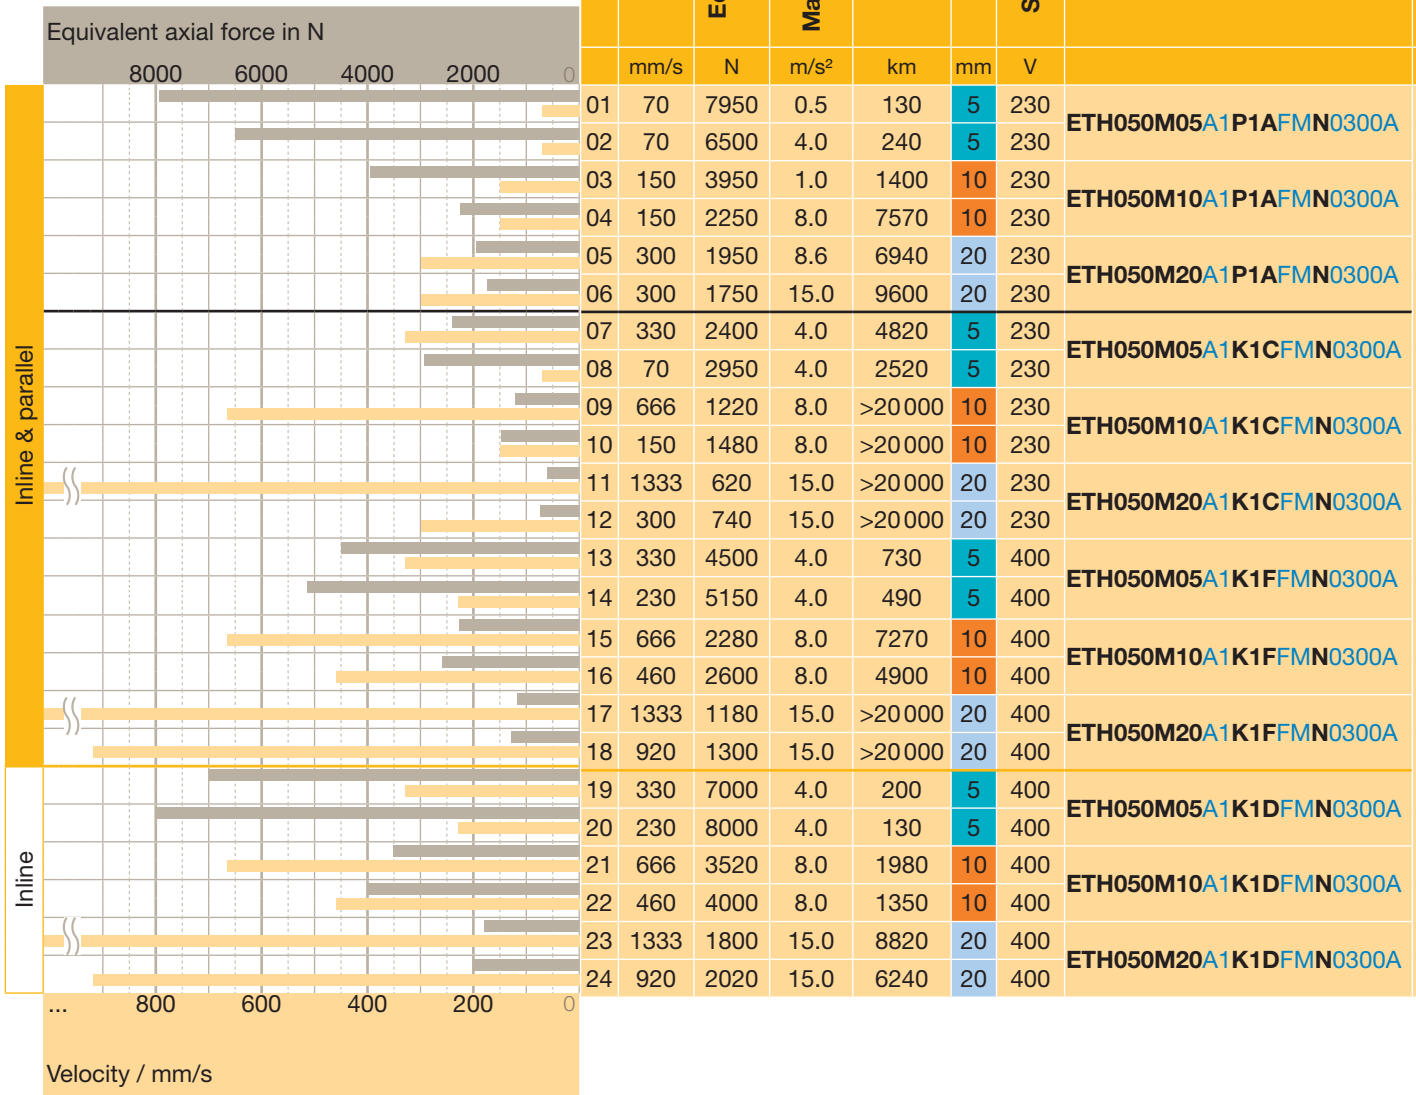 Equivalent axial force in N
8000 6000 4000 2000 0
mm/s N m/s² km mm V
Inline & parallel
01 70 7950 0.5 130 5 230
ETH050M05A1P1AFMN0300A
02 70 6500 4.0 240 5 230
03 150 3950 1.0 1400 10 230
ETH050M10A1P1AFMN0300A
04 150 2250 8.0 7570 10 230
05 300 1950 8.6 6940 20 230
ETH050M20A1P1AFMN0300A
06 300 1750 15.0 9600 20 230
07 330 2400 4.0 4820 5 230
ETH050M05A1K1CFMN0300A
08 70 2950 4.0 2520 5 230
09 666 1220 8.0 >20 000 10 230
ETH050M10A1K1CFMN0300A
10 150 1480 8.0 >20 000 10 230
11 1333 620 15.0 >20 000 20 230
ETH050M20A1K1CFMN0300A
12 300 740 15.0 >20 000 20 230
13 330 4500 4.0 730 5 400
ETH050M05A1K1FFMN0300A
14 230 5150 4.0 490 5 400
15 666 2280 8.0 7270 10 400
ETH050M10A1K1FFMN0300A
16 460 2600 8.0 4900 10 400
17 1333 1180 15.0 >20 000 20 400
ETH050M20A1K1FFMN0300A
18 920 1300 15.0 >20 000 20 400
Inline
19 330 7000 4.0 200 5 400
ETH050M05A1K1DFMN0300A
20 230 8000 4.0 130 5 400
21 666 3520 8.0 1980 10 400
ETH050M10A1K1DFMN0300A
22 460 4000 8.0 1350 10 400
23 1333 1800 15.0 8820 20 400
ETH050M20A1K1DFMN0300A
24 920 2020 15.0 6240 20 400
... 800 600 400 200 0
Velocity / mm/s